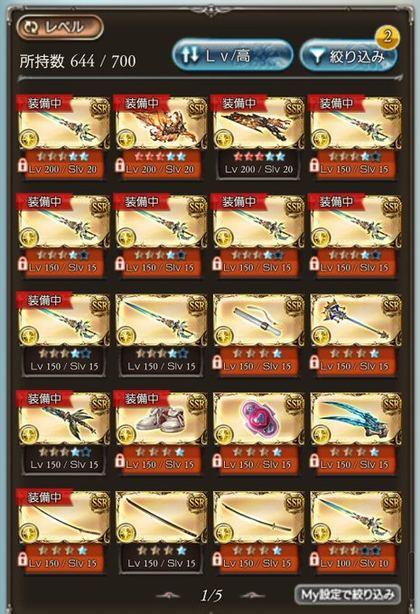 レベル
所持数 644 / 700
Lv/高
絞り込み
2
装備中 装備中 装備中 装備中
SSR SSR SSR SSR
Lv 200 / Slv 20 Lv 200 / Slv 20 Lv 200 / Slv 20 Lv 150 / Slv 15
装備中 装備中 装備中 装備中
SSR SSR SSR SSR
Lv 150 / Slv 15 Lv 150 / Slv 15 Lv 150 / Slv 15 Lv 150 / Slv 15
装備中
SSR SSR SSR SSR
Lv 150 / Slv 15 Lv 150 / Slv 15 Lv 150 / Slv 15 Lv 150 / Slv 15
装備中 装備中
SSR SSR SSR SSR
Lv 150 / Slv 15 Lv 150 / Slv 15 Lv 150 / Slv 15 Lv 150 / Slv 15
装備中
SSR SSR SSR SSR
Lv 150 / Slv 15 Lv 150 / Slv 15 Lv 150 / Slv 15 Lv 100 / Slv 10
1/5
My設定で絞り込み